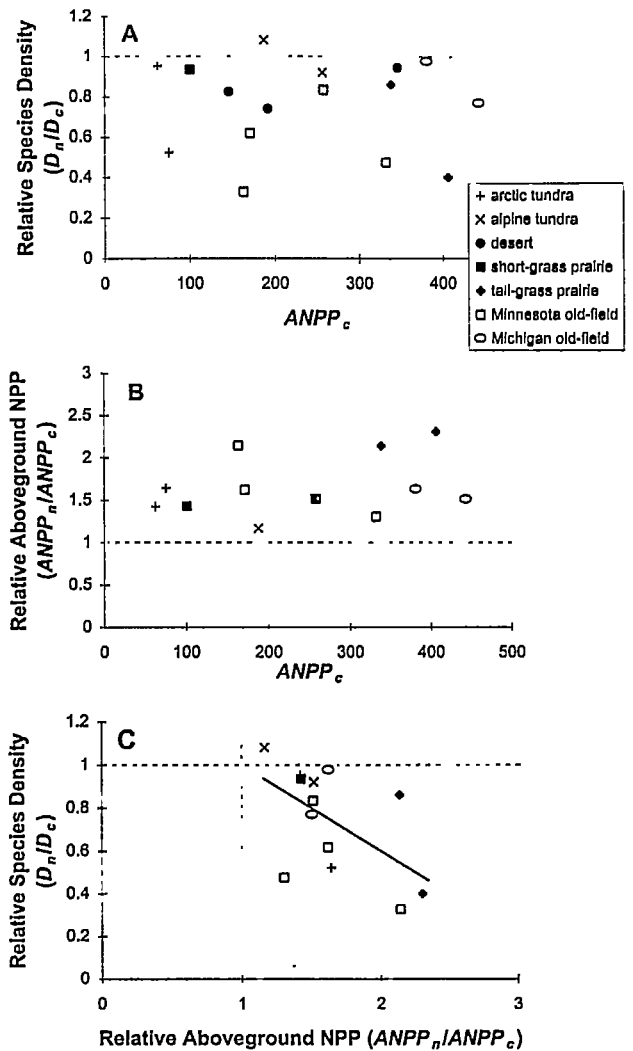 A
Relative Species Density
(Dn/Dc)
1.2
1
0.8
0.6
0.4
0.2
0
0
100
200
300
400
ANPPc
arctic tundra
alpine tundra
desert
short-grass prairie
tall-grass prairie
Minnesota old-field
Michigan old-field
B
Relative Aboveground NPP
(ANPPn/ANPPc)
3
2.5
2
1.5
1
0.5
0
0
100
200
300
400
500
ANPPc
C
Relative Species Density
(Dn/Dc)
1.2
1
0.8
0.6
0.4
0.2
0
0
1
2
3
Relative Aboveground NPP (ANPPn/ANPPc)